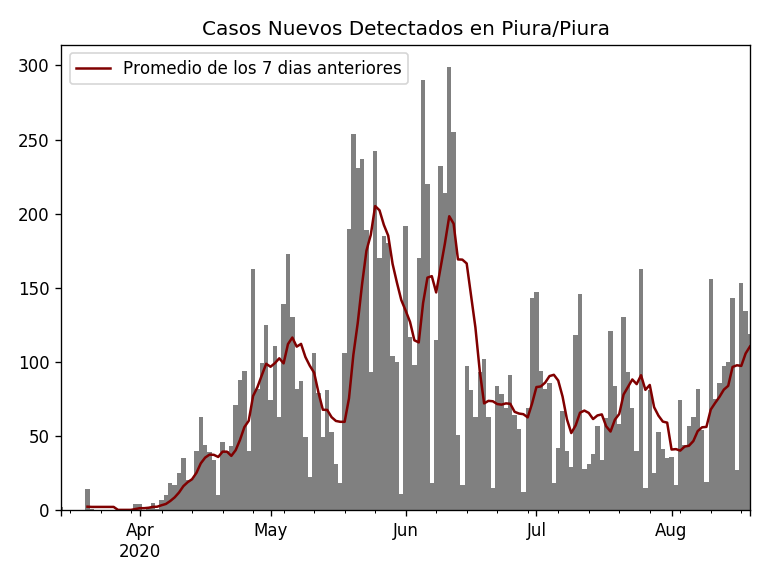 Casos Nuevos Detectados en Piura/Piura
Promedio de los 7 dias anteriores
300
250
200
150
100
50
0
Apr
2020
May
Jun
Jul
Aug